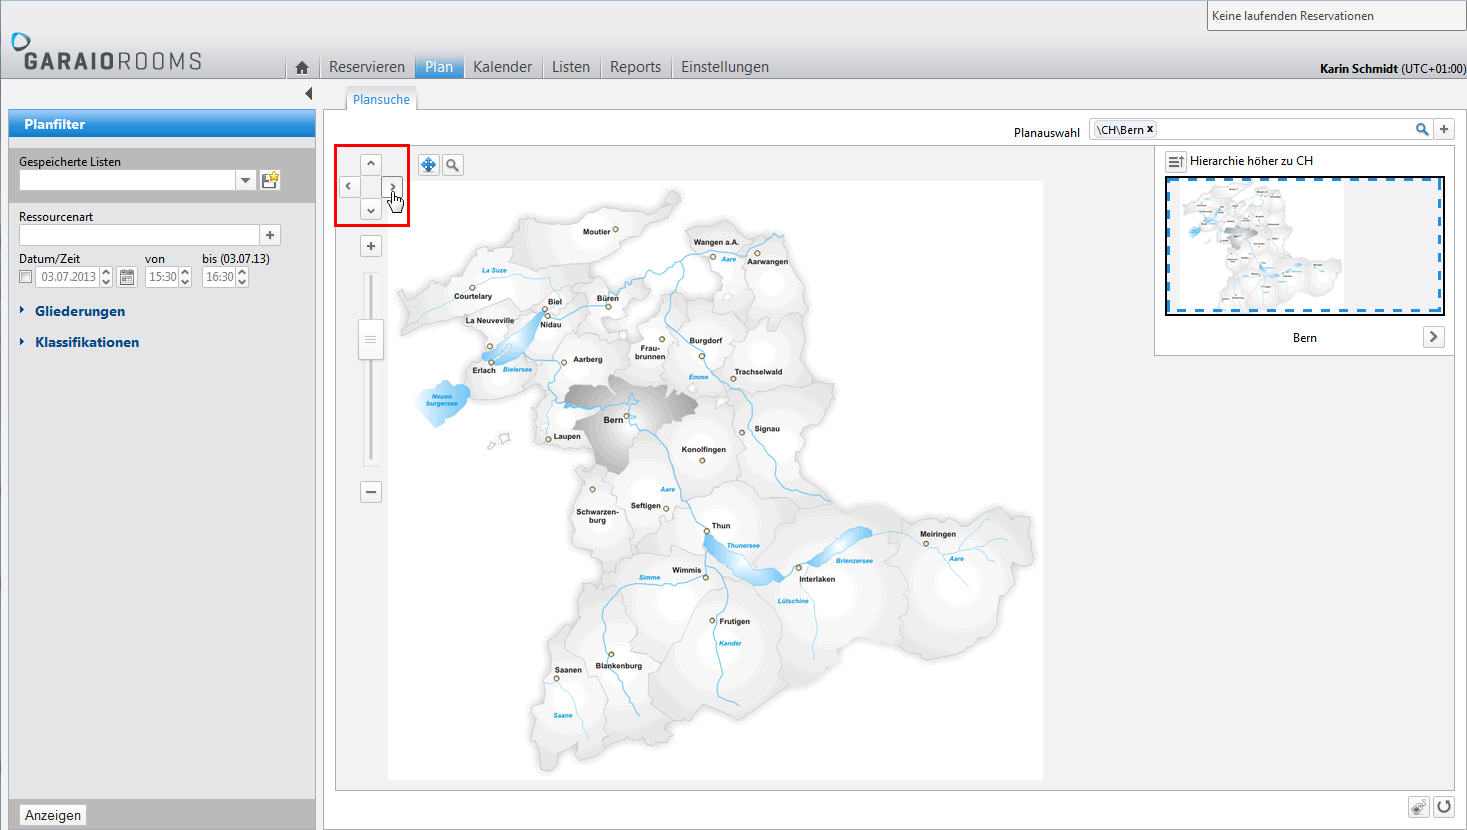 Keine laufenden Reservationen
GARAIOROOMS
Reservieren Plan Kalender Listen Reports Einstellungen
Karin Schmidt (UTC+01:00)
Plansuche
Planfilter
Planauswahl \CH\Bern x
Gespeicherte Listen
Hierarchie höher zu CH
Ressourcenart
Datum/Zeit von bis (03.07.13)
03.07.2013 15:30 16:30
Gliederungen
Klassifikationen
Bern
Moutier
Wangen a.A.
Aare
Aarwangen
La Suze
Courtelary
Biel
Büren
La Neuveville
Nidau
Frau-
brunnen
Burgdorf
Aarberg
Erlach
Bielersee
Emme
Trachselwald
Neuen
burgersee
Bern
Signau
Laupen
Konolfingen
Aare
Seftigen
Schwarzen-
burg
Thun
Thunersee
Meiringen
Aare
Brienzersee
Wimmis
Simme
Interlaken
Lütschine
Frutigen
Kander
Blankenburg
Saanen
Saane
Anzeigen